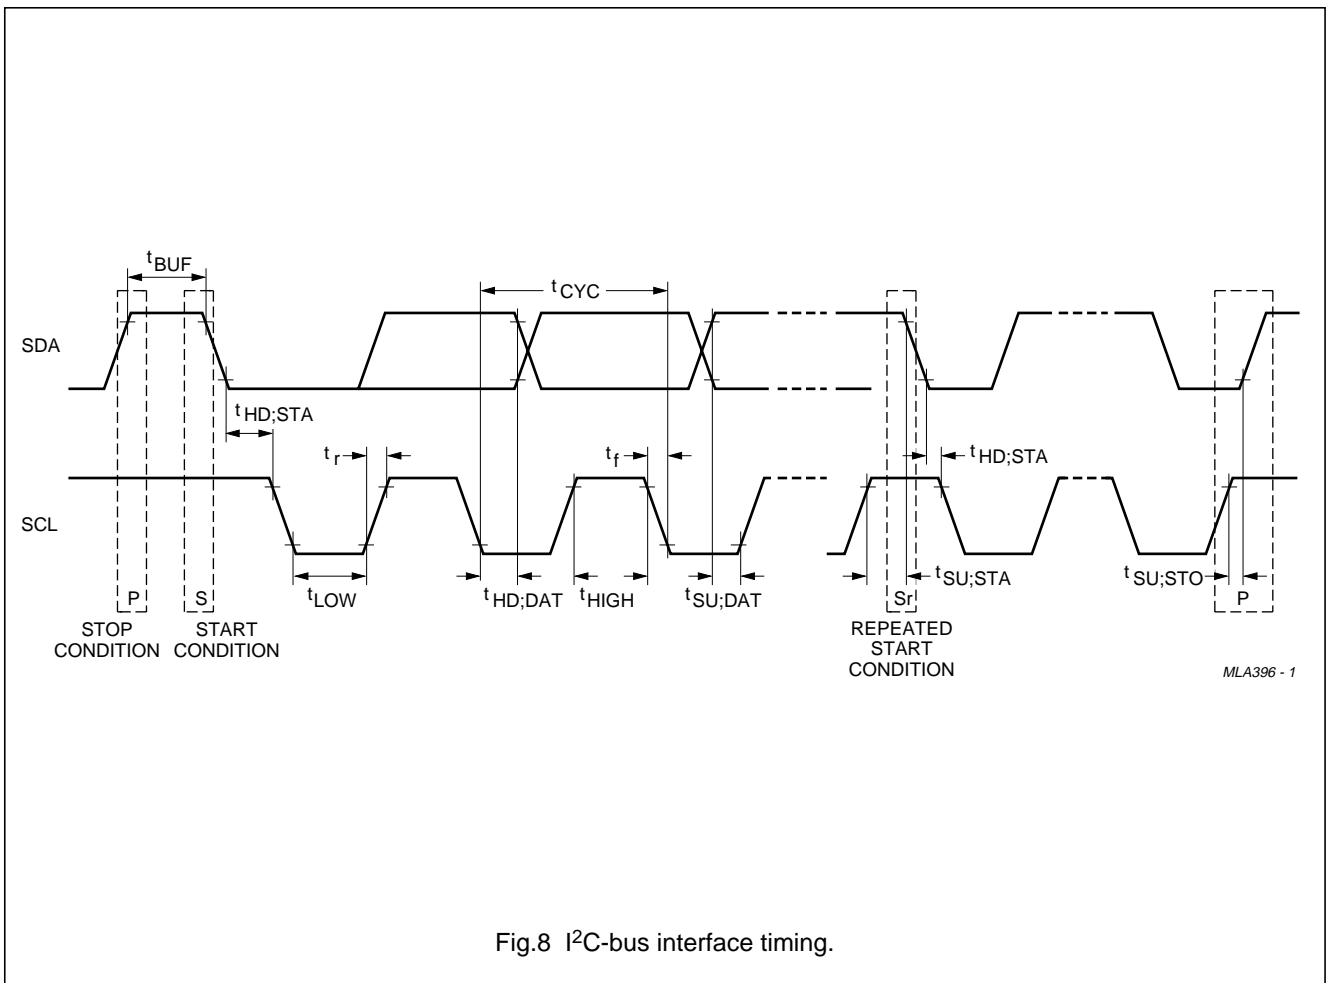 tBUF
tCYC
SDA
tHD;STA
tr
tf
tHD;STA
SCL
tLOW
tHD;DAT
tHIGH
tSU;DAT
tSU;STA
tSU;STO
P
S
Sr
P
STOP
CONDITION
START
CONDITION
REPEATED
START
CONDITION
MLA396 - 1
Fig.8 I²C-bus interface timing.